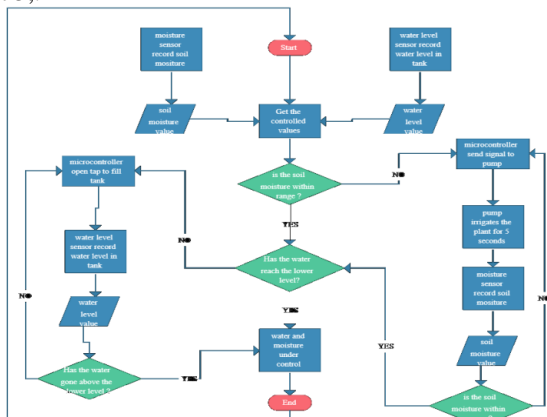 moisture
sensor
record soil
mositure
water level
sensor record
water level in
tank
Start
soil
moisture
value
Get the
controlled
values
water
level
value
microcontroller
open tap to fill
tank
is the soil
moisture within
range ?
NO
microcontroller
send signal to
pump
YES
pump
irrigates the
plant for 5
seconds
water level
sensor record
water level in
tank
NO
Has the water
reach the lower
level?
moisture
sensor
record soil
mositure
NO
water
level
value
YES
NO
water and
moisture
under
control
YES
soil
moisture
value
Has the water
gone above the
lower level ?
YES
End
is the soil
moisture within